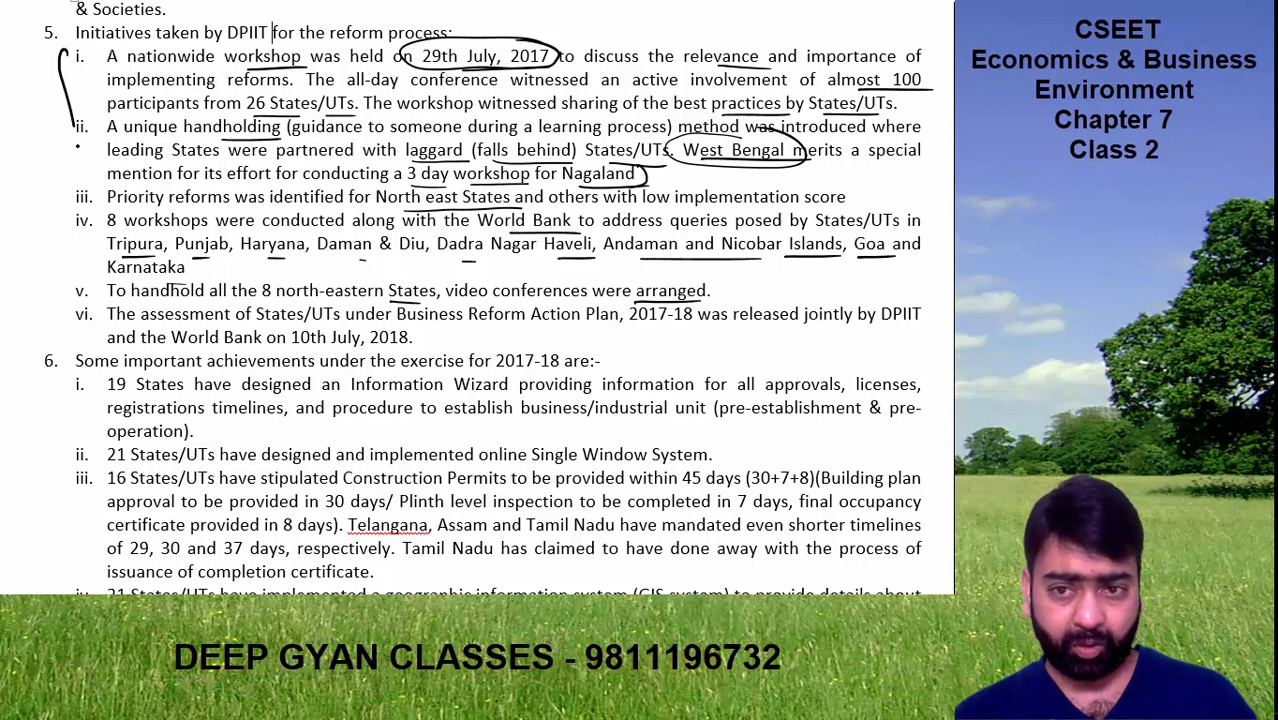 & Societies.
5. Initiatives taken by DPIIT for the reform process:
i. A nationwide workshop was held on 29th July, 2017 to discuss the relevance and importance of
implementing reforms. The all-day conference witnessed an active involvement of almost 100
participants from 26 States/UTs. The workshop witnessed sharing of the best practices by States/UTs.
ii. A unique handholding (guidance to someone during a learning process) method was introduced where
leading States were partnered with laggard (falls behind) States/UTs. West Bengal merits a special
mention for its effort for conducting a 3 day workshop for Nagaland
iii. Priority reforms was identified for North east States and others with low implementation score
iv. 8 workshops were conducted along with the World Bank to address queries posed by States/UTs in
Tripura, Punjab, Haryana, Daman & Diu, Dadra Nagar Haveli, Andaman and Nicobar Islands, Goa and
Karnataka
v. To handhold all the 8 north-eastern States, video conferences were arranged.
vi. The assessment of States/UTs under Business Reform Action Plan, 2017-18 was released jointly by DPIIT
and the World Bank on 10th July, 2018.
6. Some important achievements under the exercise for 2017-18 are:-
i. 19 States have designed an Information Wizard providing information for all approvals, licenses,
registrations timelines, and procedure to establish business/industrial unit (pre-establishment & pre-
operation).
ii. 21 States/UTs have designed and implemented online Single Window System.
iii. 16 States/UTs have stipulated Construction Permits to be provided within 45 days (30+7+8)(Building plan
approval to be provided in 30 days/ Plinth level inspection to be completed in 7 days, final occupancy
certificate provided in 8 days). Telangana, Assam and Tamil Nadu have mandated even shorter timelines
of 29, 30 and 37 days, respectively. Tamil Nadu has claimed to have done away with the process of
issuance of completion certificate.
iv. 21 States/UTs have implemented a geographic information system (GIS system) to provide details about
CSEET
Economics & Business
Environment
Chapter 7
Class 2
DEEP GYAN CLASSES - 9811196732